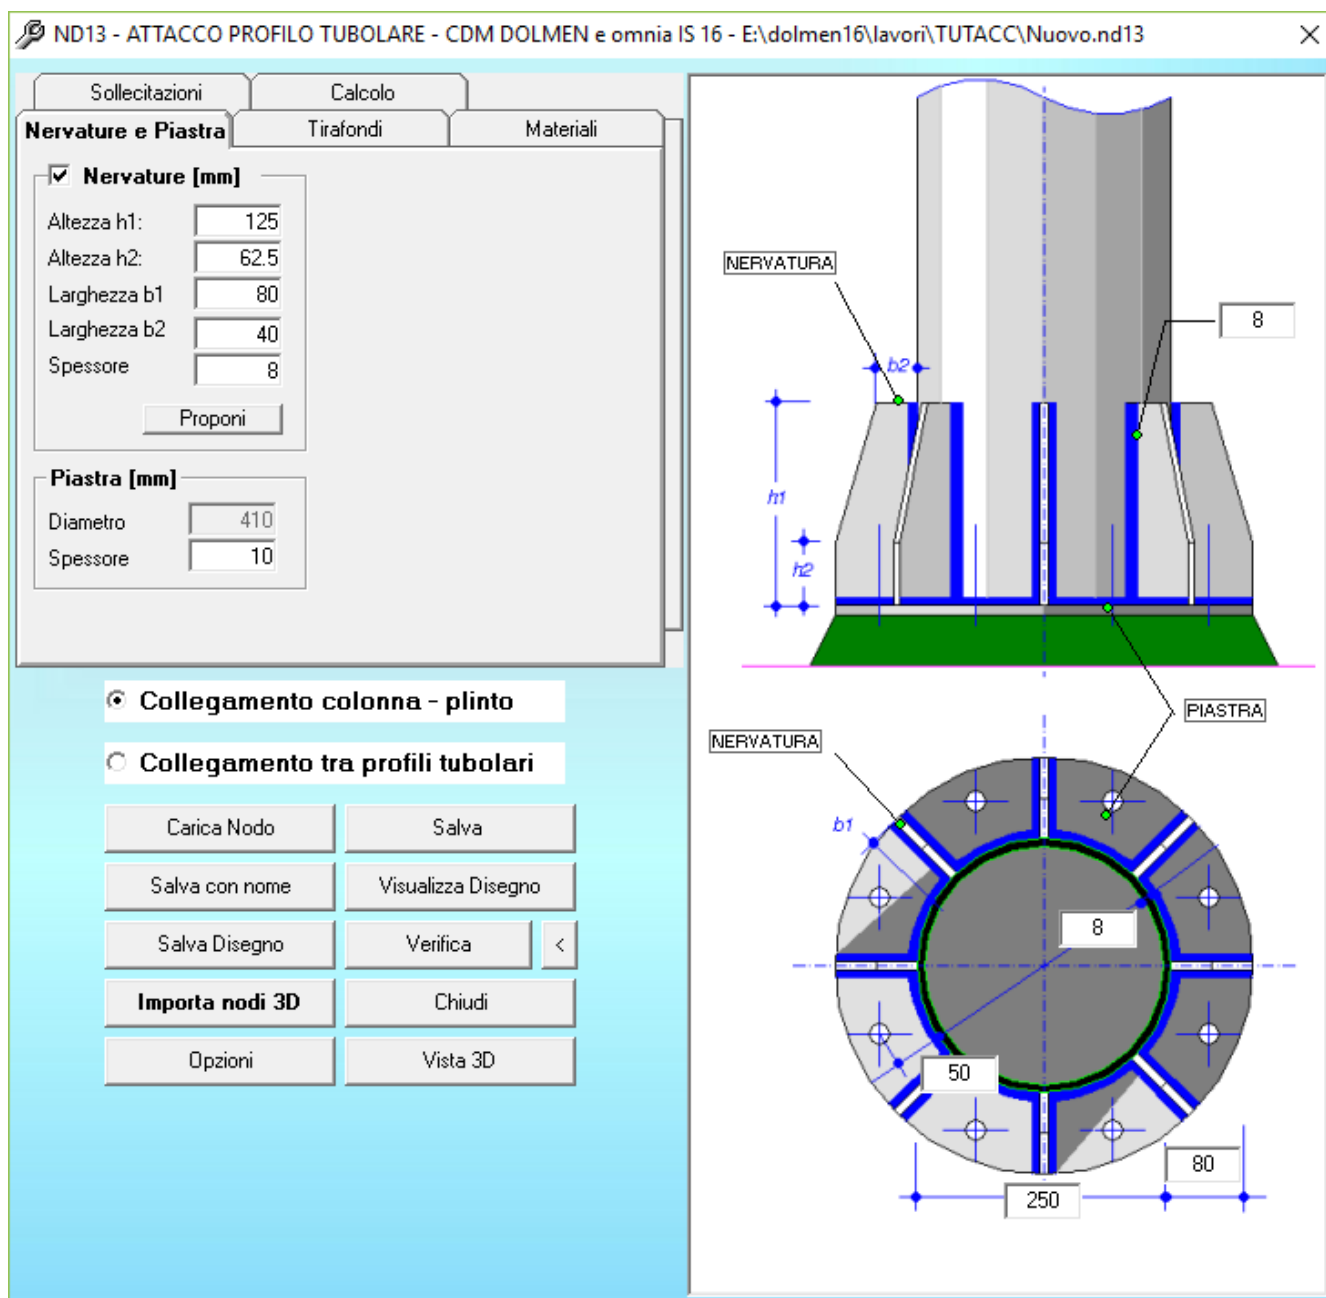 ND13 - ATTACCO PROFILO TUBOLARE - CDM DOLMEN e omnia IS 16 - E:\dolmen16\lavori\TUTACC\Nuovo.nd13
Sollecitazioni
Calcolo
Nervature e Piastra
Tirafondi
Materiali
Nervature [mm]
Altezza h1:
125
Altezza h2:
62.5
Larghezza b1
80
Larghezza b2
40
Spessore
8
Proponi
Piastra [mm]
Diametro
410
Spessore
10
Collegamento colonna - plinto
Collegamento tra profili tubolari
Carica Nodo
Salva
Salva con nome
Visualizza Disegno
Salva Disegno
Verifica
<
Importa nodi 3D
Chiudi
Opzioni
Vista 3D
NERVATURA
8
b2
h1
h2
PIASTRA
NERVATURA
b1
8
50
80
250